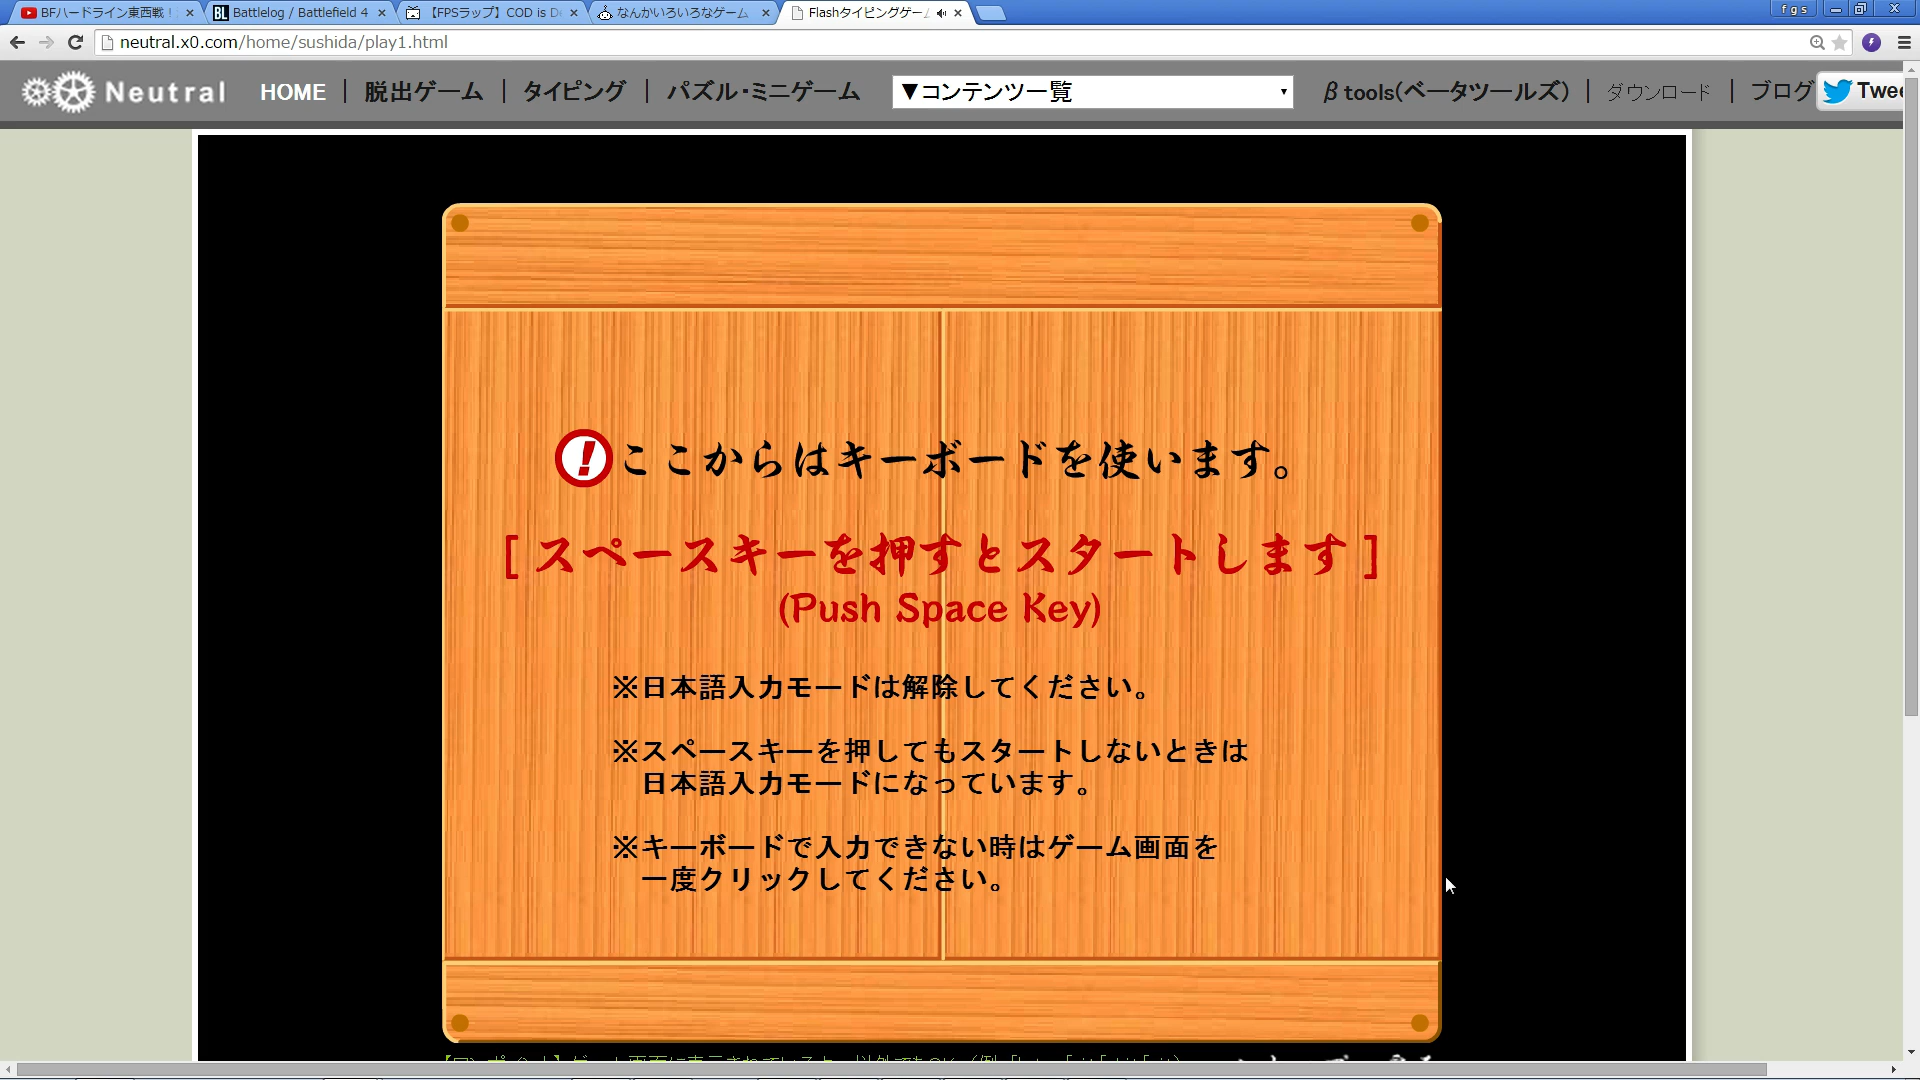 BFハードライン東西戦！
Battlelog / Battlefield 4
【FPSラップ】COD is De
なんかいろいろなゲーム
Flashタイピングゲー
fgs
neutral.x0.com/home/sushida/play1.html
Neutral
HOME
脱出ゲーム
タイピング
パズル・ミニゲーム
▼コンテンツ一覧
β tools(ベータツールズ)
ダウンロード
ブログ
Twee
!ここからはキーボードを使います。
[ スペースキーを押すとスタートします ]
(Push Space Key)
※日本語入力モードは解除してください。
※スペースキーを押してもスタートしないときは
日本語入力モードになっています。
※キーボードで入力できない時はゲーム画面を
一度クリックしてください。